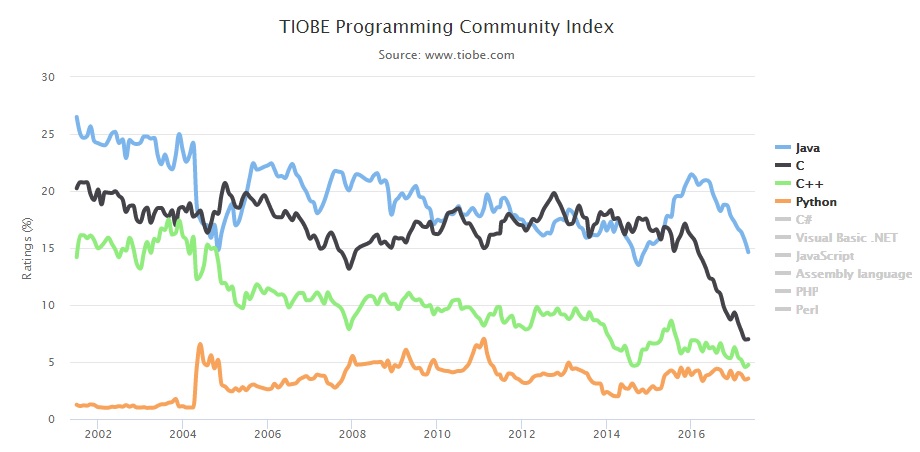 TIOBE Programming Community Index
Source: www.tiobe.com
Ratings (%)
30
25
20
15
10
5
0
2002 2004 2006 2008 2010 2012 2014 2016
Java
C
C++
Python
C#
Visual Basic .NET
JavaScript
Assembly language
PHP
Perl